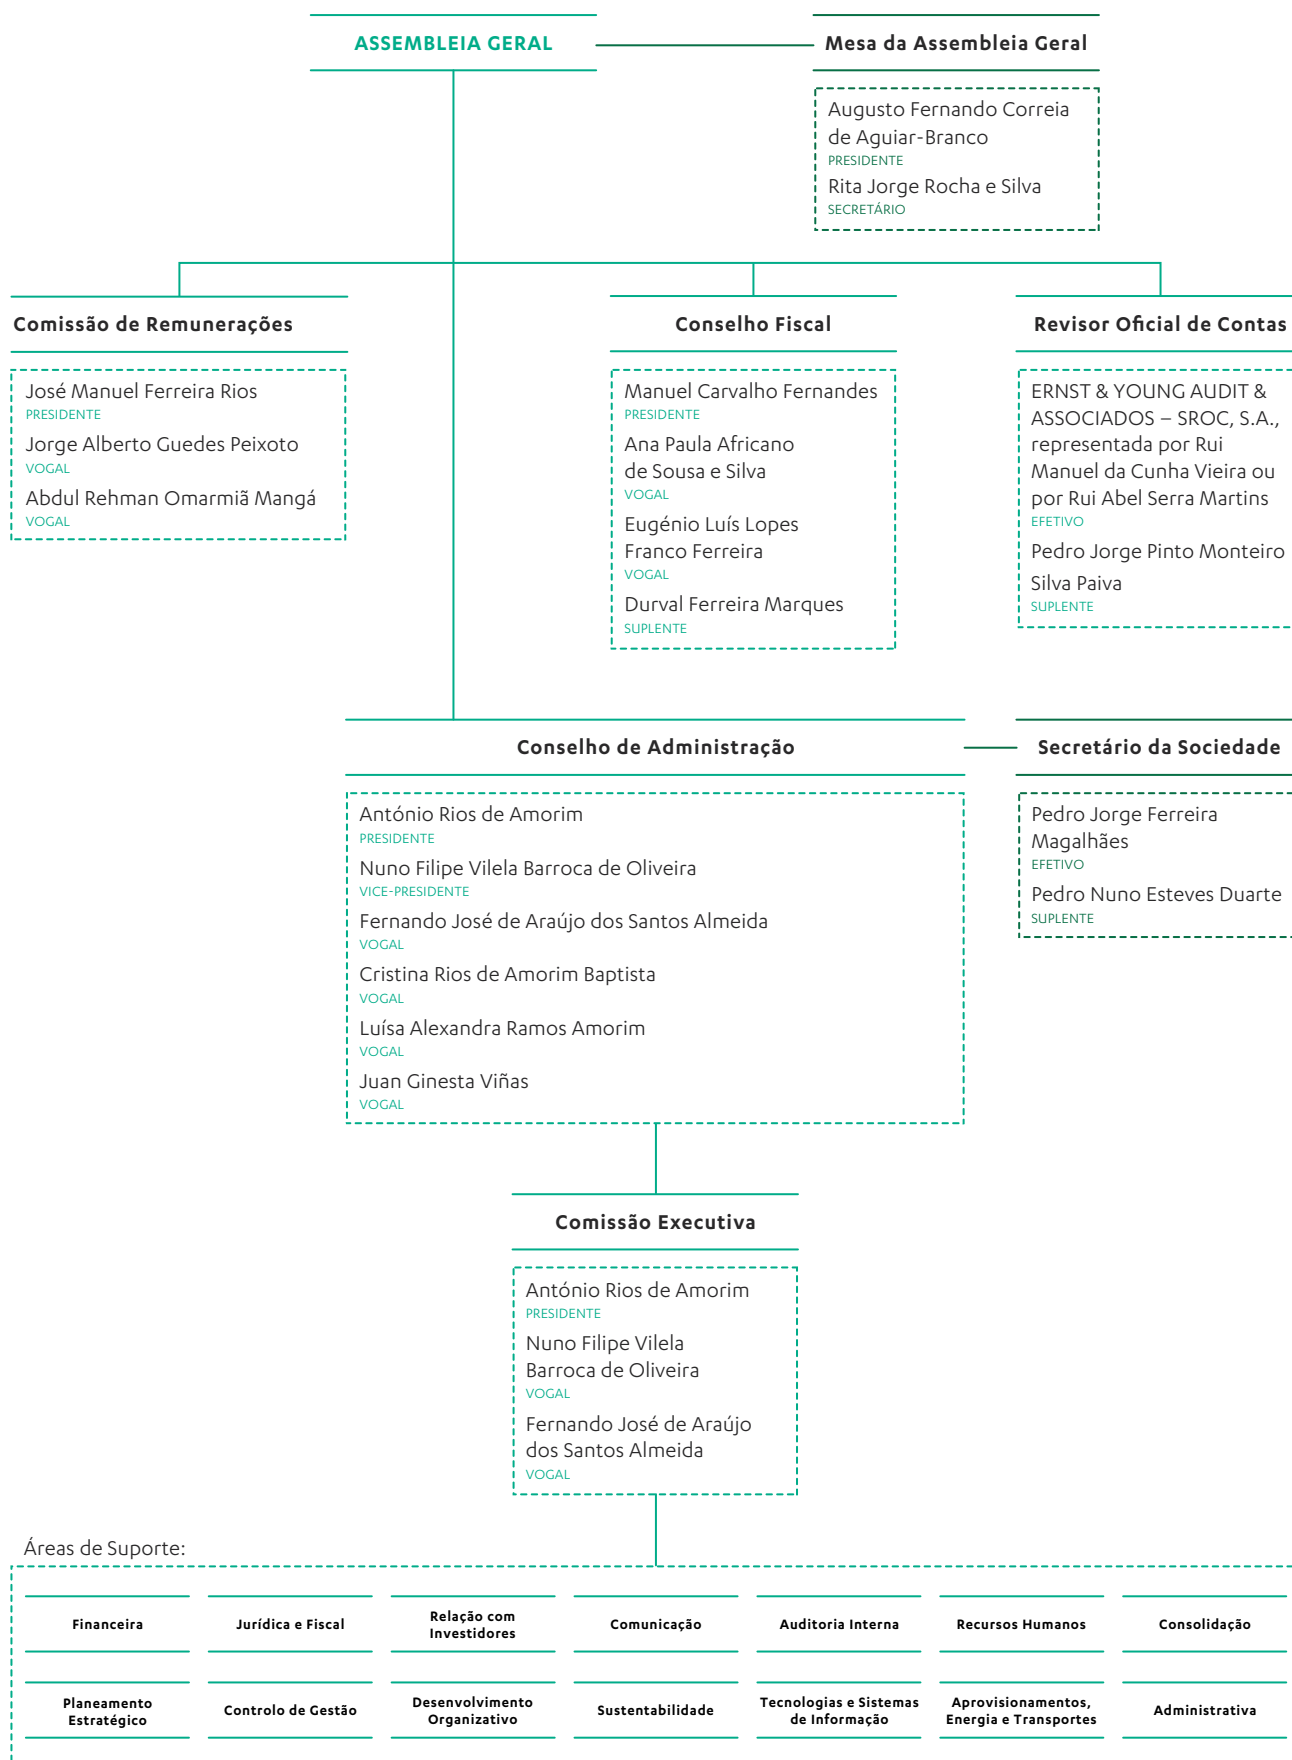 ASSEMBLEIA GERAL
Mesa da Assembleia Geral
Augusto Fernando Correia
de Aguiar-Branco
PRESIDENTE
Rita Jorge Rocha e Silva
SECRETÁRIO
Comissão de Remunerações
José Manuel Ferreira Rios
PRESIDENTE
Jorge Alberto Guedes Peixoto
VOGAL
Abdul Rehman Omarmiã Mangá
VOGAL
Conselho Fiscal
Manuel Carvalho Fernandes
PRESIDENTE
Ana Paula Africano
de Sousa e Silva
VOGAL
Eugénio Luís Lopes
Franco Ferreira
VOGAL
Durval Ferreira Marques
SUPLENTE
Revisor Oficial de Contas
ERNST & YOUNG AUDIT &
ASSOCIADOS – SROC, S.A.,
representada por Rui
Manuel da Cunha Vieira ou
por Rui Abel Serra Martins
EFETIVO
Pedro Jorge Pinto Monteiro
Silva Paiva
SUPLENTE
Conselho de Administração
António Rios de Amorim
PRESIDENTE
Nuno Filipe Vilela Barroca de Oliveira
VICE-PRESIDENTE
Fernando José de Araújo dos Santos Almeida
VOGAL
Cristina Rios de Amorim Baptista
VOGAL
Luísa Alexandra Ramos Amorim
VOGAL
Juan Ginesta Viñas
VOGAL
Secretário da Sociedade
Pedro Jorge Ferreira
Magalhães
EFETIVO
Pedro Nuno Esteves Duarte
SUPLENTE
Comissão Executiva
António Rios de Amorim
PRESIDENTE
Nuno Filipe Vilela
Barroca de Oliveira
VOGAL
Fernando José de Araújo
dos Santos Almeida
VOGAL
Áreas de Suporte:
Financeira
Jurídica e Fiscal
Relação com
Investidores
Comunicação
Auditoria Interna
Recursos Humanos
Consolidação
Planeamento
Estratégico
Controlo de Gestão
Desenvolvimento
Organizativo
Sustentabilidade
Tecnologias e Sistemas
de Informação
Aprovisionamentos,
Energia e Transportes
Administrativa